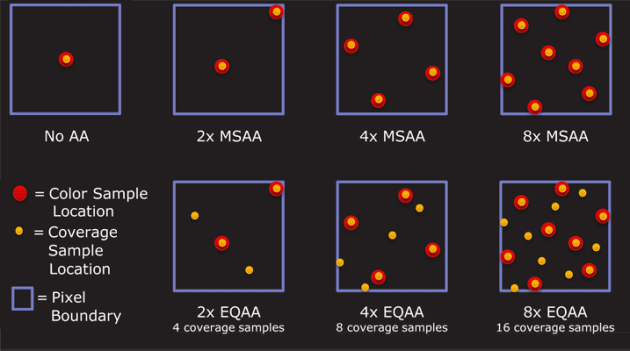 No AA
2x MSAA
4x MSAA
8x MSAA
= Color Sample
Location
= Coverage
Sample
Location
= Pixel
Boundary
2x EQAA
4 coverage samples
4x EQAA
8 coverage samples
8x EQAA
16 coverage samples